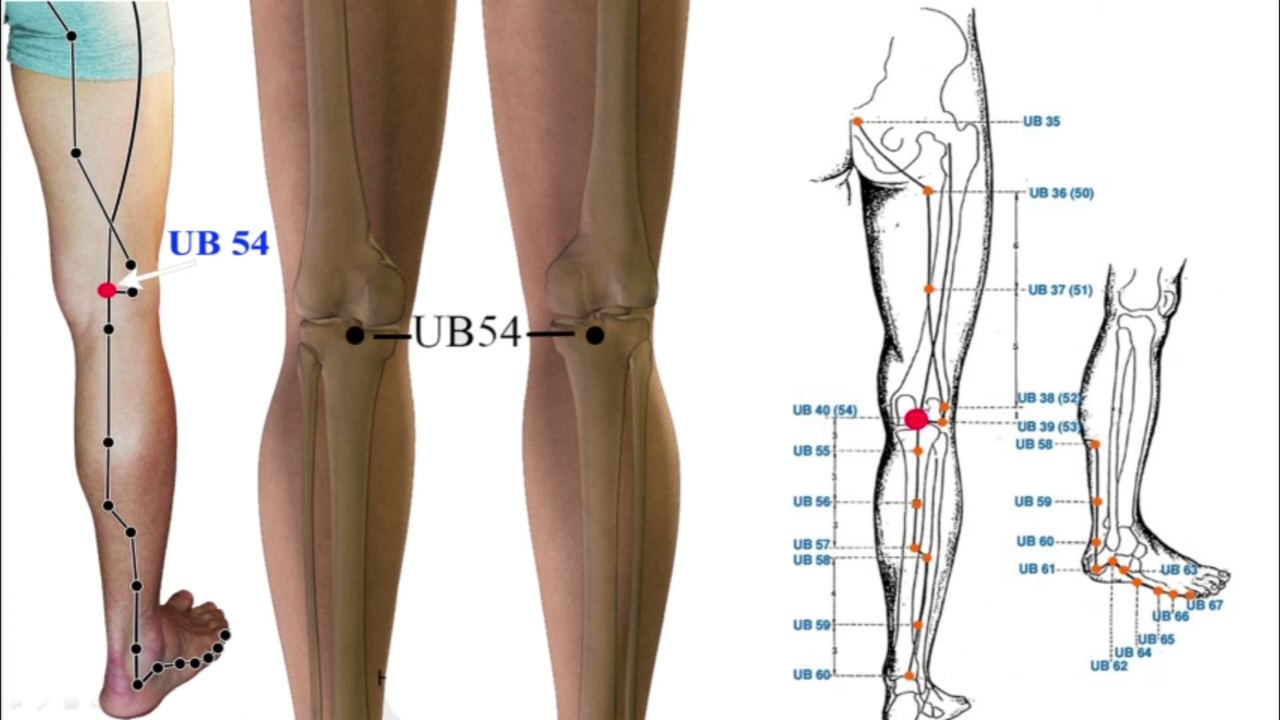 UB 54
UB54
UB 35
UB 36 (50)
UB 37 (51)
UB 38 (52)
UB 40 (54)
UB 39 (53)
UB 55
UB 56
UB 57
UB 58
UB 59
UB 60
UB 58
UB 59
UB 60
UB 61
UB 63
UB 67
UB 66
UB 65
UB 64
UB 62